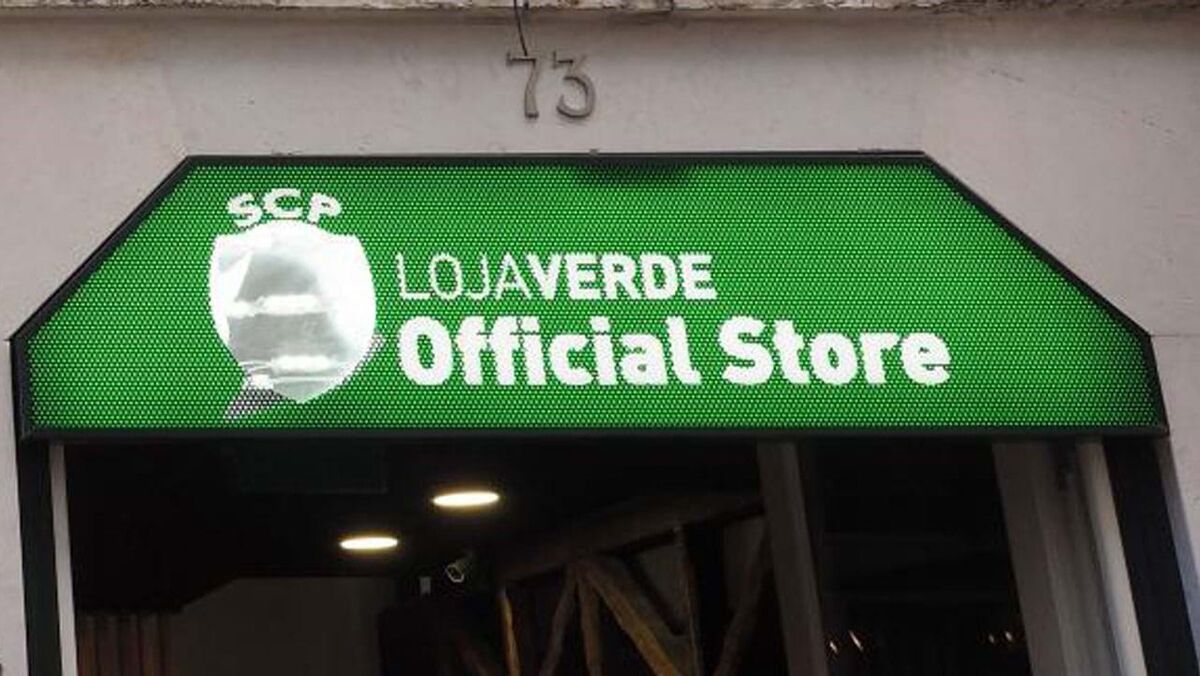 73
SCP
LOJAVERDE
Official Store